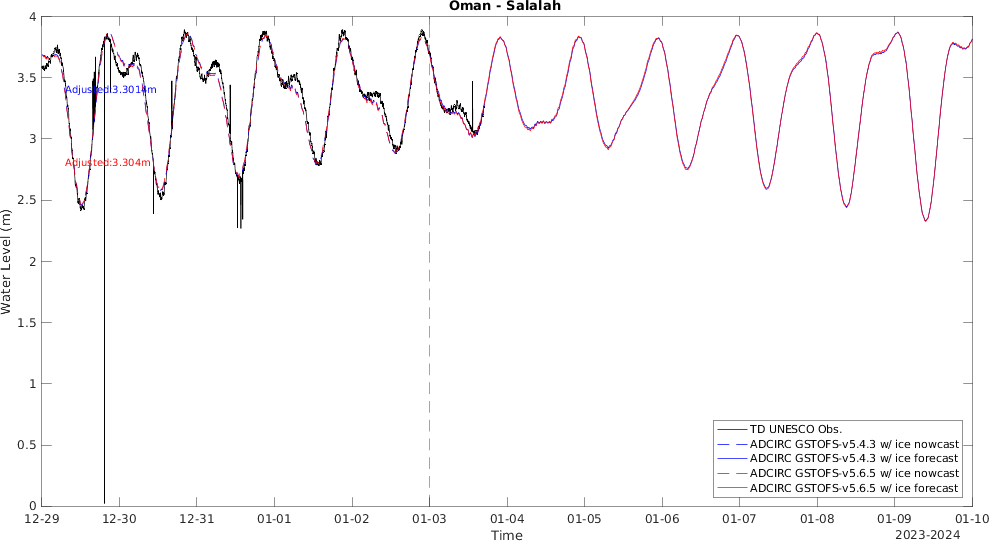 Oman - Salalah
4
3.5
3
2.5
2
1.5
1
0.5
0
Water Level (m)
Adjusted:3.3014m
Adjusted:3.304m
TD UNESCO Obs.
ADCIRC GSTOFS-v5.4.3 w/ ice nowcast
ADCIRC GSTOFS-v5.4.3 w/ ice forecast
ADCIRC GSTOFS-v5.6.5 w/ ice nowcast
ADCIRC GSTOFS-v5.6.5 w/ ice forecast
12-29 12-30 12-31 01-01 01-02 01-03 01-04 01-05 01-06 01-07 01-08 01-09 01-10
Time
2023-2024